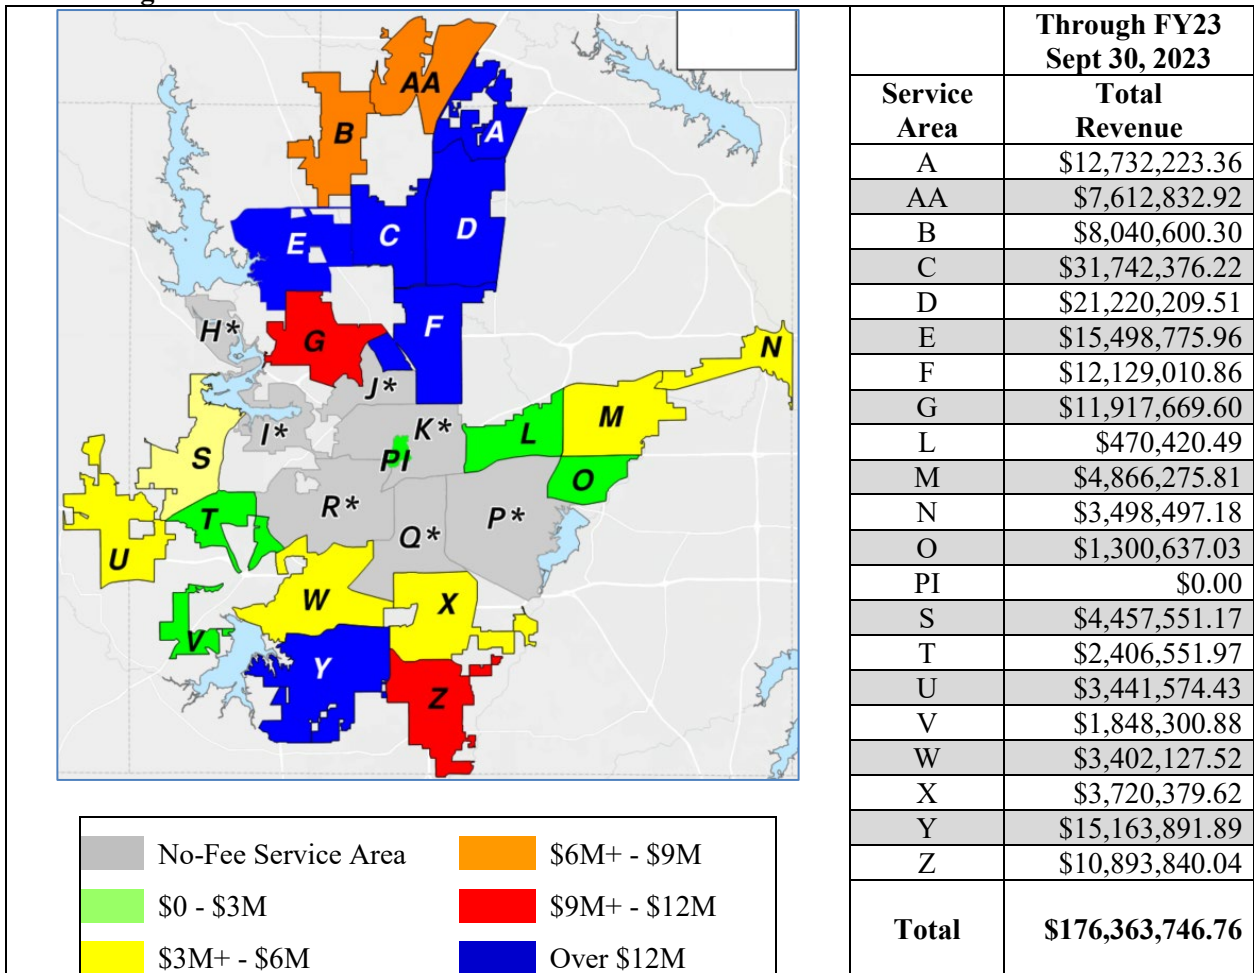 AA
B
A
E
C
D
H*
G
F
N
J*
M
I*
K*
L
S
PI
O
T
R*
Q*
P*
U
W
X
V
Y
Z
No-Fee Service Area
$6M+ - $9M
$0 - $3M
$9M+ - $12M
$3M+ - $6M
Over $12M
Through FY23
Sept 30, 2023
Service Area Total Revenue
A $12,732,223.36
AA $7,612,832.92
B $8,040,600.30
C $31,742,376.22
D $21,220,209.51
E $15,498,775.96
F $12,129,010.86
G $11,917,669.60
L $470,420.49
M $4,866,275.81
N $3,498,497.18
O $1,300,637.03
PI $0.00
S $4,457,551.17
T $2,406,551.97
U $3,441,574.43
V $1,848,300.88
W $3,402,127.52
X $3,720,379.62
Y $15,163,891.89
Z $10,893,840.04
Total $176,363,746.76